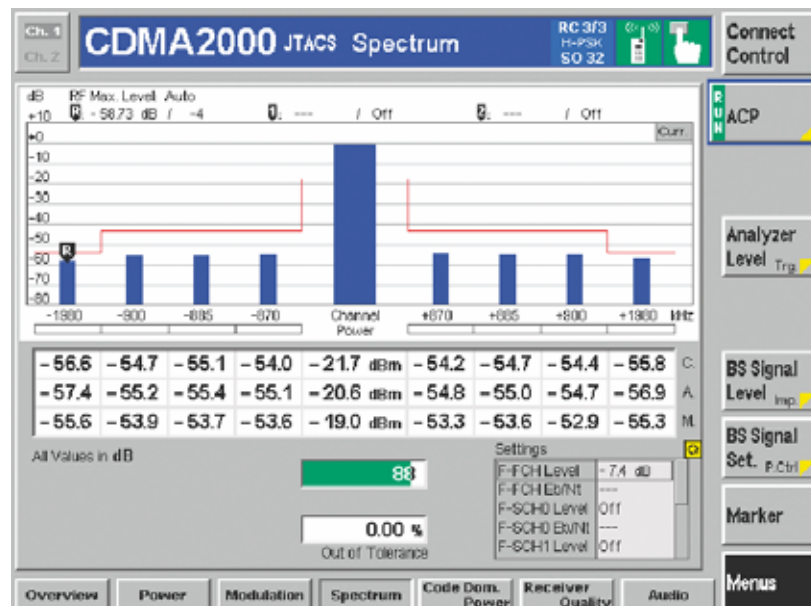 Ch. 1
Ch. 2
CDMA2000 JTACS Spectrum
RC 3/3
H-PSK
SO 32
Connect
Control
dB RF Max. Level Auto
+10 R. - 58.73 dB / -4 1. --- / Off 2. --- / Off
Curr.
+0
-10
-20
-30
-40
-50
-60
-70
-80
R
-1980 -900 -885 -870 Channel Power +870 +885 +900 +1980 kHz
-56.6 -54.7 -55.1 -54.0 -21.7 dBm -54.2 -54.7 -54.4 -55.8 C.
-57.4 -55.2 -55.4 -55.1 -20.6 dBm -54.8 -55.0 -54.7 -56.9 A.
-55.6 -53.9 -53.7 -53.6 -19.0 dBm -53.3 -53.6 -52.9 -55.3 M.
All Values in dB
88
0.00 %
Out of Tolerance
Settings
F-FCH Level -7.4 dB
F-FCH Eb/Nt ---
F-SCH0 Level Off
F-SCH0 Eb/Nt ---
F-SCH1 Level Off
RUN
ACP
Analyzer
Level Trg.
BS Signal
Level Imp.
BS Signal
Set. P.Ctrl
Marker
Menus
Overview
Power
Modulation
Spectrum
Code Dom.
Power
Receiver
Quality
Audio